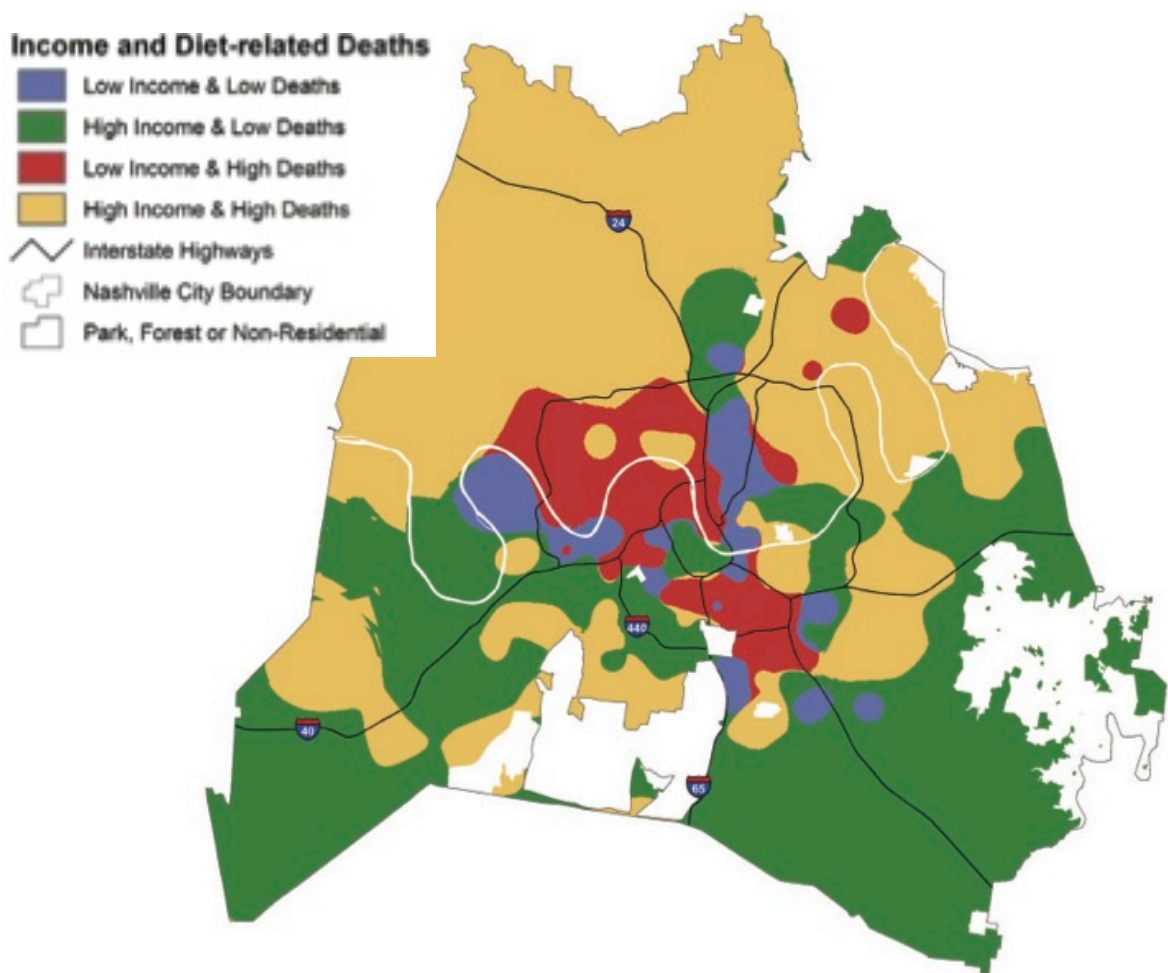 Income and Diet-related Deaths
Low Income & Low Deaths
High Income & Low Deaths
Low Income & High Deaths
High Income & High Deaths
Interstate Highways
Nashville City Boundary
Park, Forest or Non-Residential
24
440
40
65